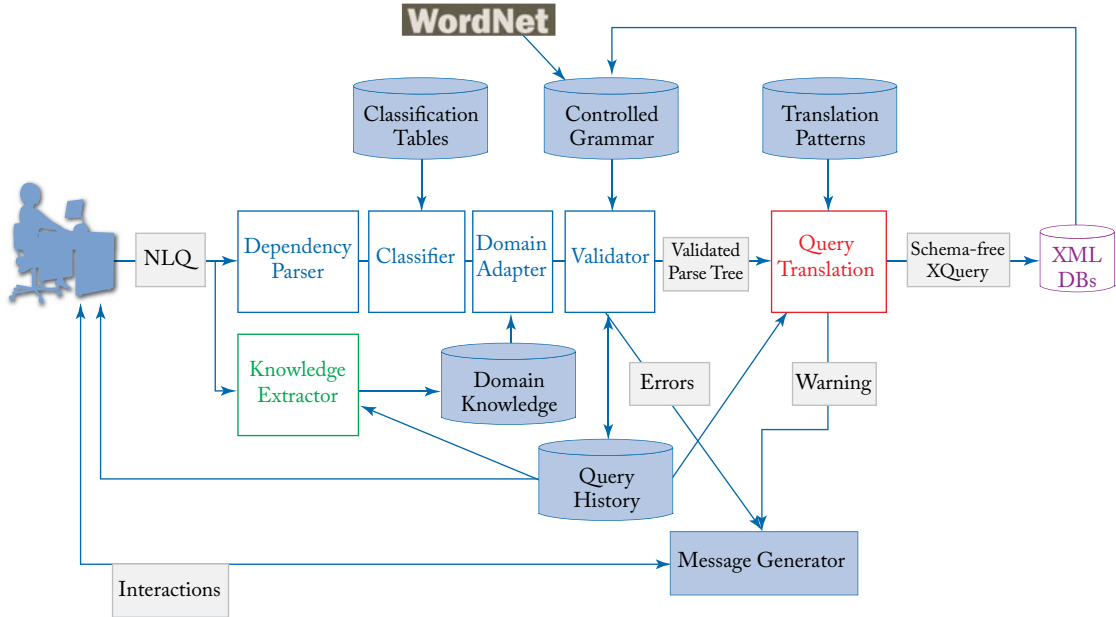 WordNet
Classification
Tables
Controlled
Grammar
Translation
Patterns
NLQ
Dependency
Parser
Classifier
Domain
Adapter
Validator
Validated
Parse Tree
Query
Translation
Schema-free
XQuery
XML
DBs
Knowledge
Extractor
Domain
Knowledge
Errors
Warning
Query
History
Message Generator
Interactions